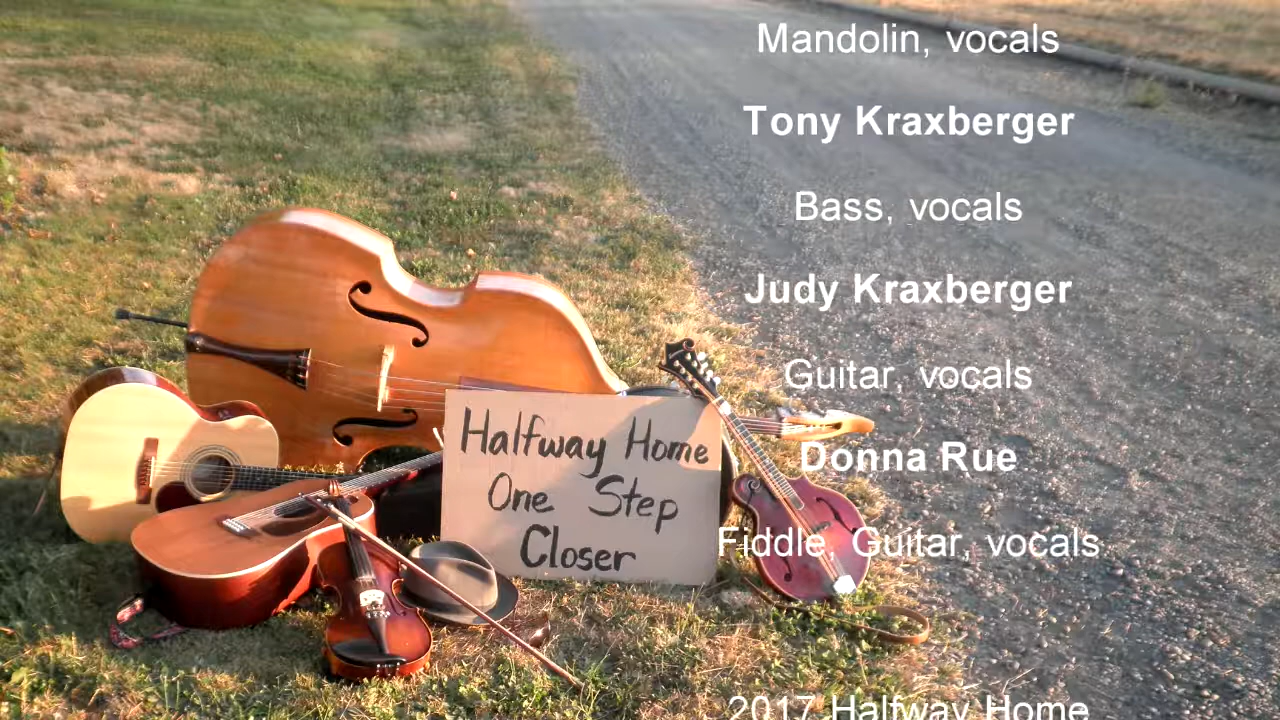 Mandolin, vocals
Tony Kraxberger
Bass, vocals
Judy Kraxberger
Guitar, vocals
Donna Rue
Fiddle, Guitar, vocals
2017 Halfway Home
Halfway Home
One Step
Closer